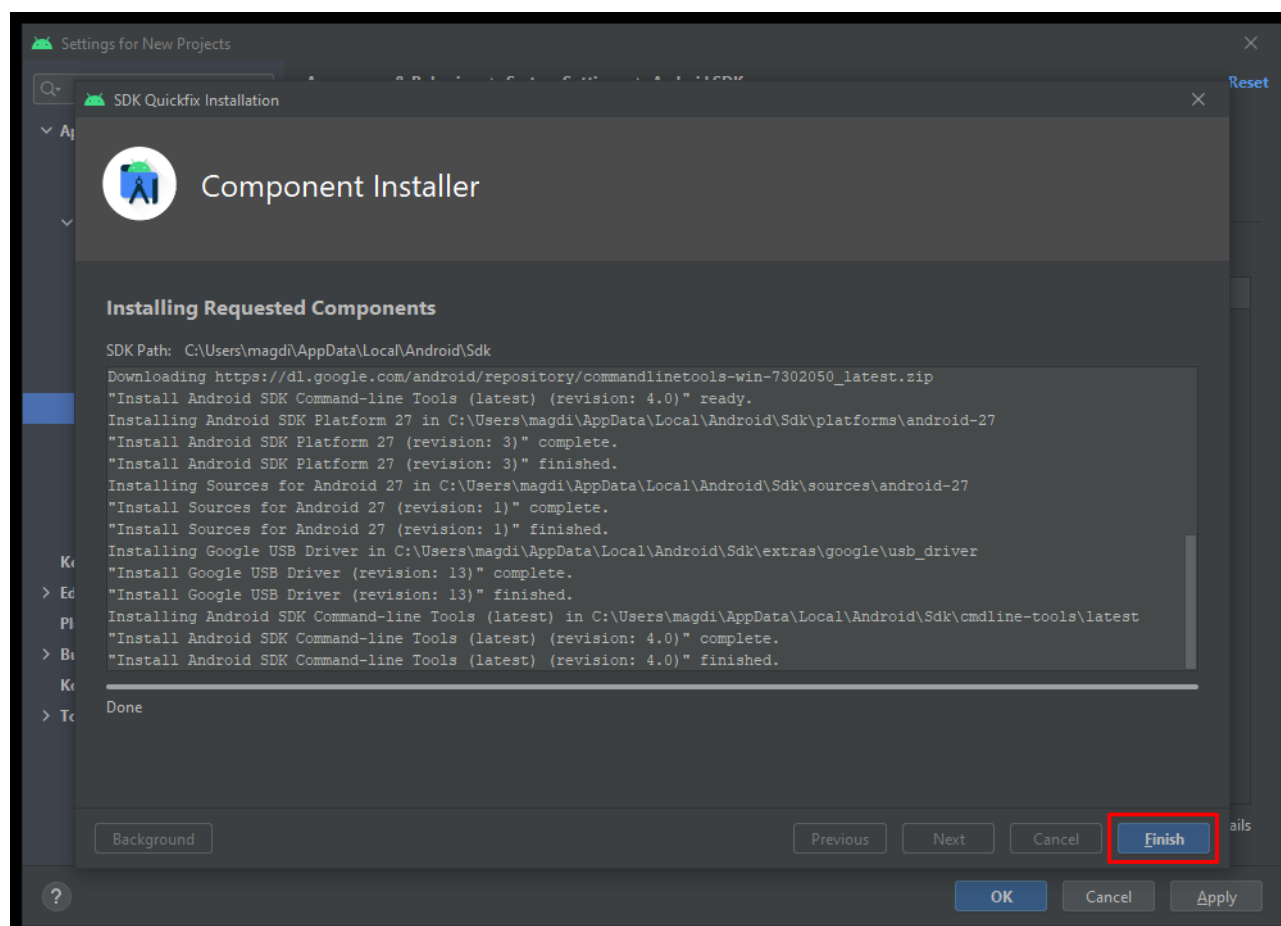 Settings for New Projects
Reset
SDK Quickfix Installation
Component Installer
Installing Requested Components
SDK Path: C:\Users\magdi\AppData\Local\Android\Sdk
Downloading https://dl.google.com/android/repository/commandlinetools-win-7302050_latest.zip
"Install Android SDK Command-line Tools (latest) (revision: 4.0)" ready.
Installing Android SDK Platform 27 in C:\Users\magdi\AppData\Local\Android\Sdk\platforms\android-27
"Install Android SDK Platform 27 (revision: 3)" complete.
"Install Android SDK Platform 27 (revision: 3)" finished.
Installing Sources for Android 27 in C:\Users\magdi\AppData\Local\Android\Sdk\sources\android-27
"Install Sources for Android 27 (revision: 1)" complete.
"Install Sources for Android 27 (revision: 1)" finished.
Installing Google USB Driver in C:\Users\magdi\AppData\Local\Android\Sdk\extras\google\usb_driver
"Install Google USB Driver (revision: 13)" complete.
"Install Google USB Driver (revision: 13)" finished.
Installing Android SDK Command-line Tools (latest) in C:\Users\magdi\AppData\Local\Android\Sdk\cmdline-tools\latest
"Install Android SDK Command-line Tools (latest) (revision: 4.0)" complete.
"Install Android SDK Command-line Tools (latest) (revision: 4.0)" finished.
Done
Background Previous Next Cancel Finish
? OK Cancel Apply